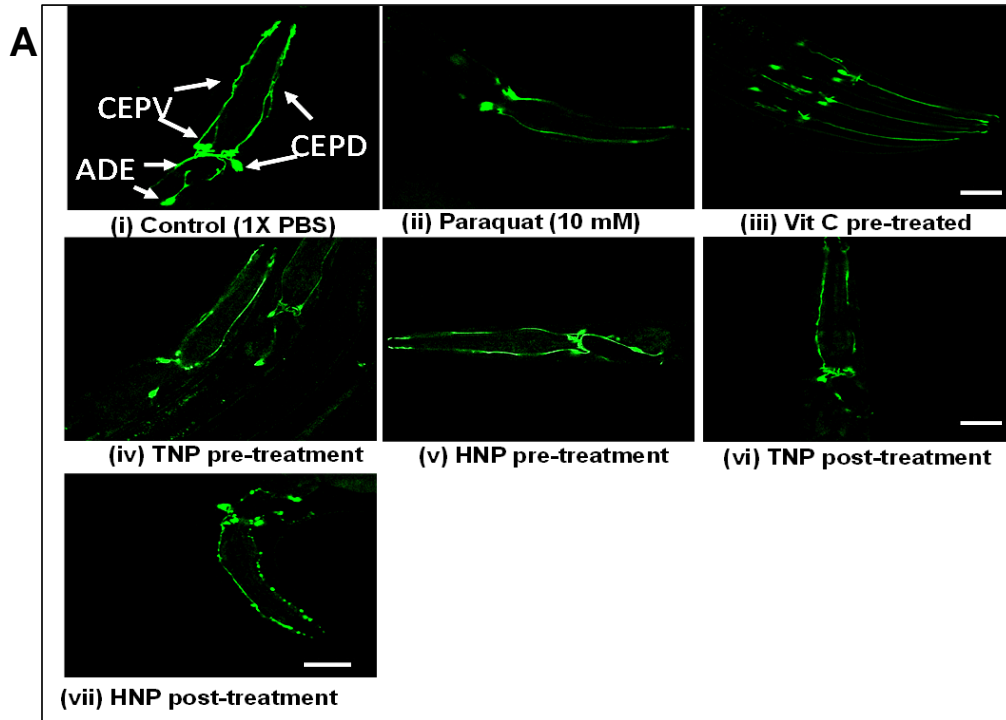 A
CEPV
CEPD
ADE
(i) Control (1X PBS)
(ii) Paraquat (10 mM)
(iii) Vit C pre-treated
(iv) TNP pre-treatment
(v) HNP pre-treatment
(vi) TNP post-treatment
(vii) HNP post-treatment